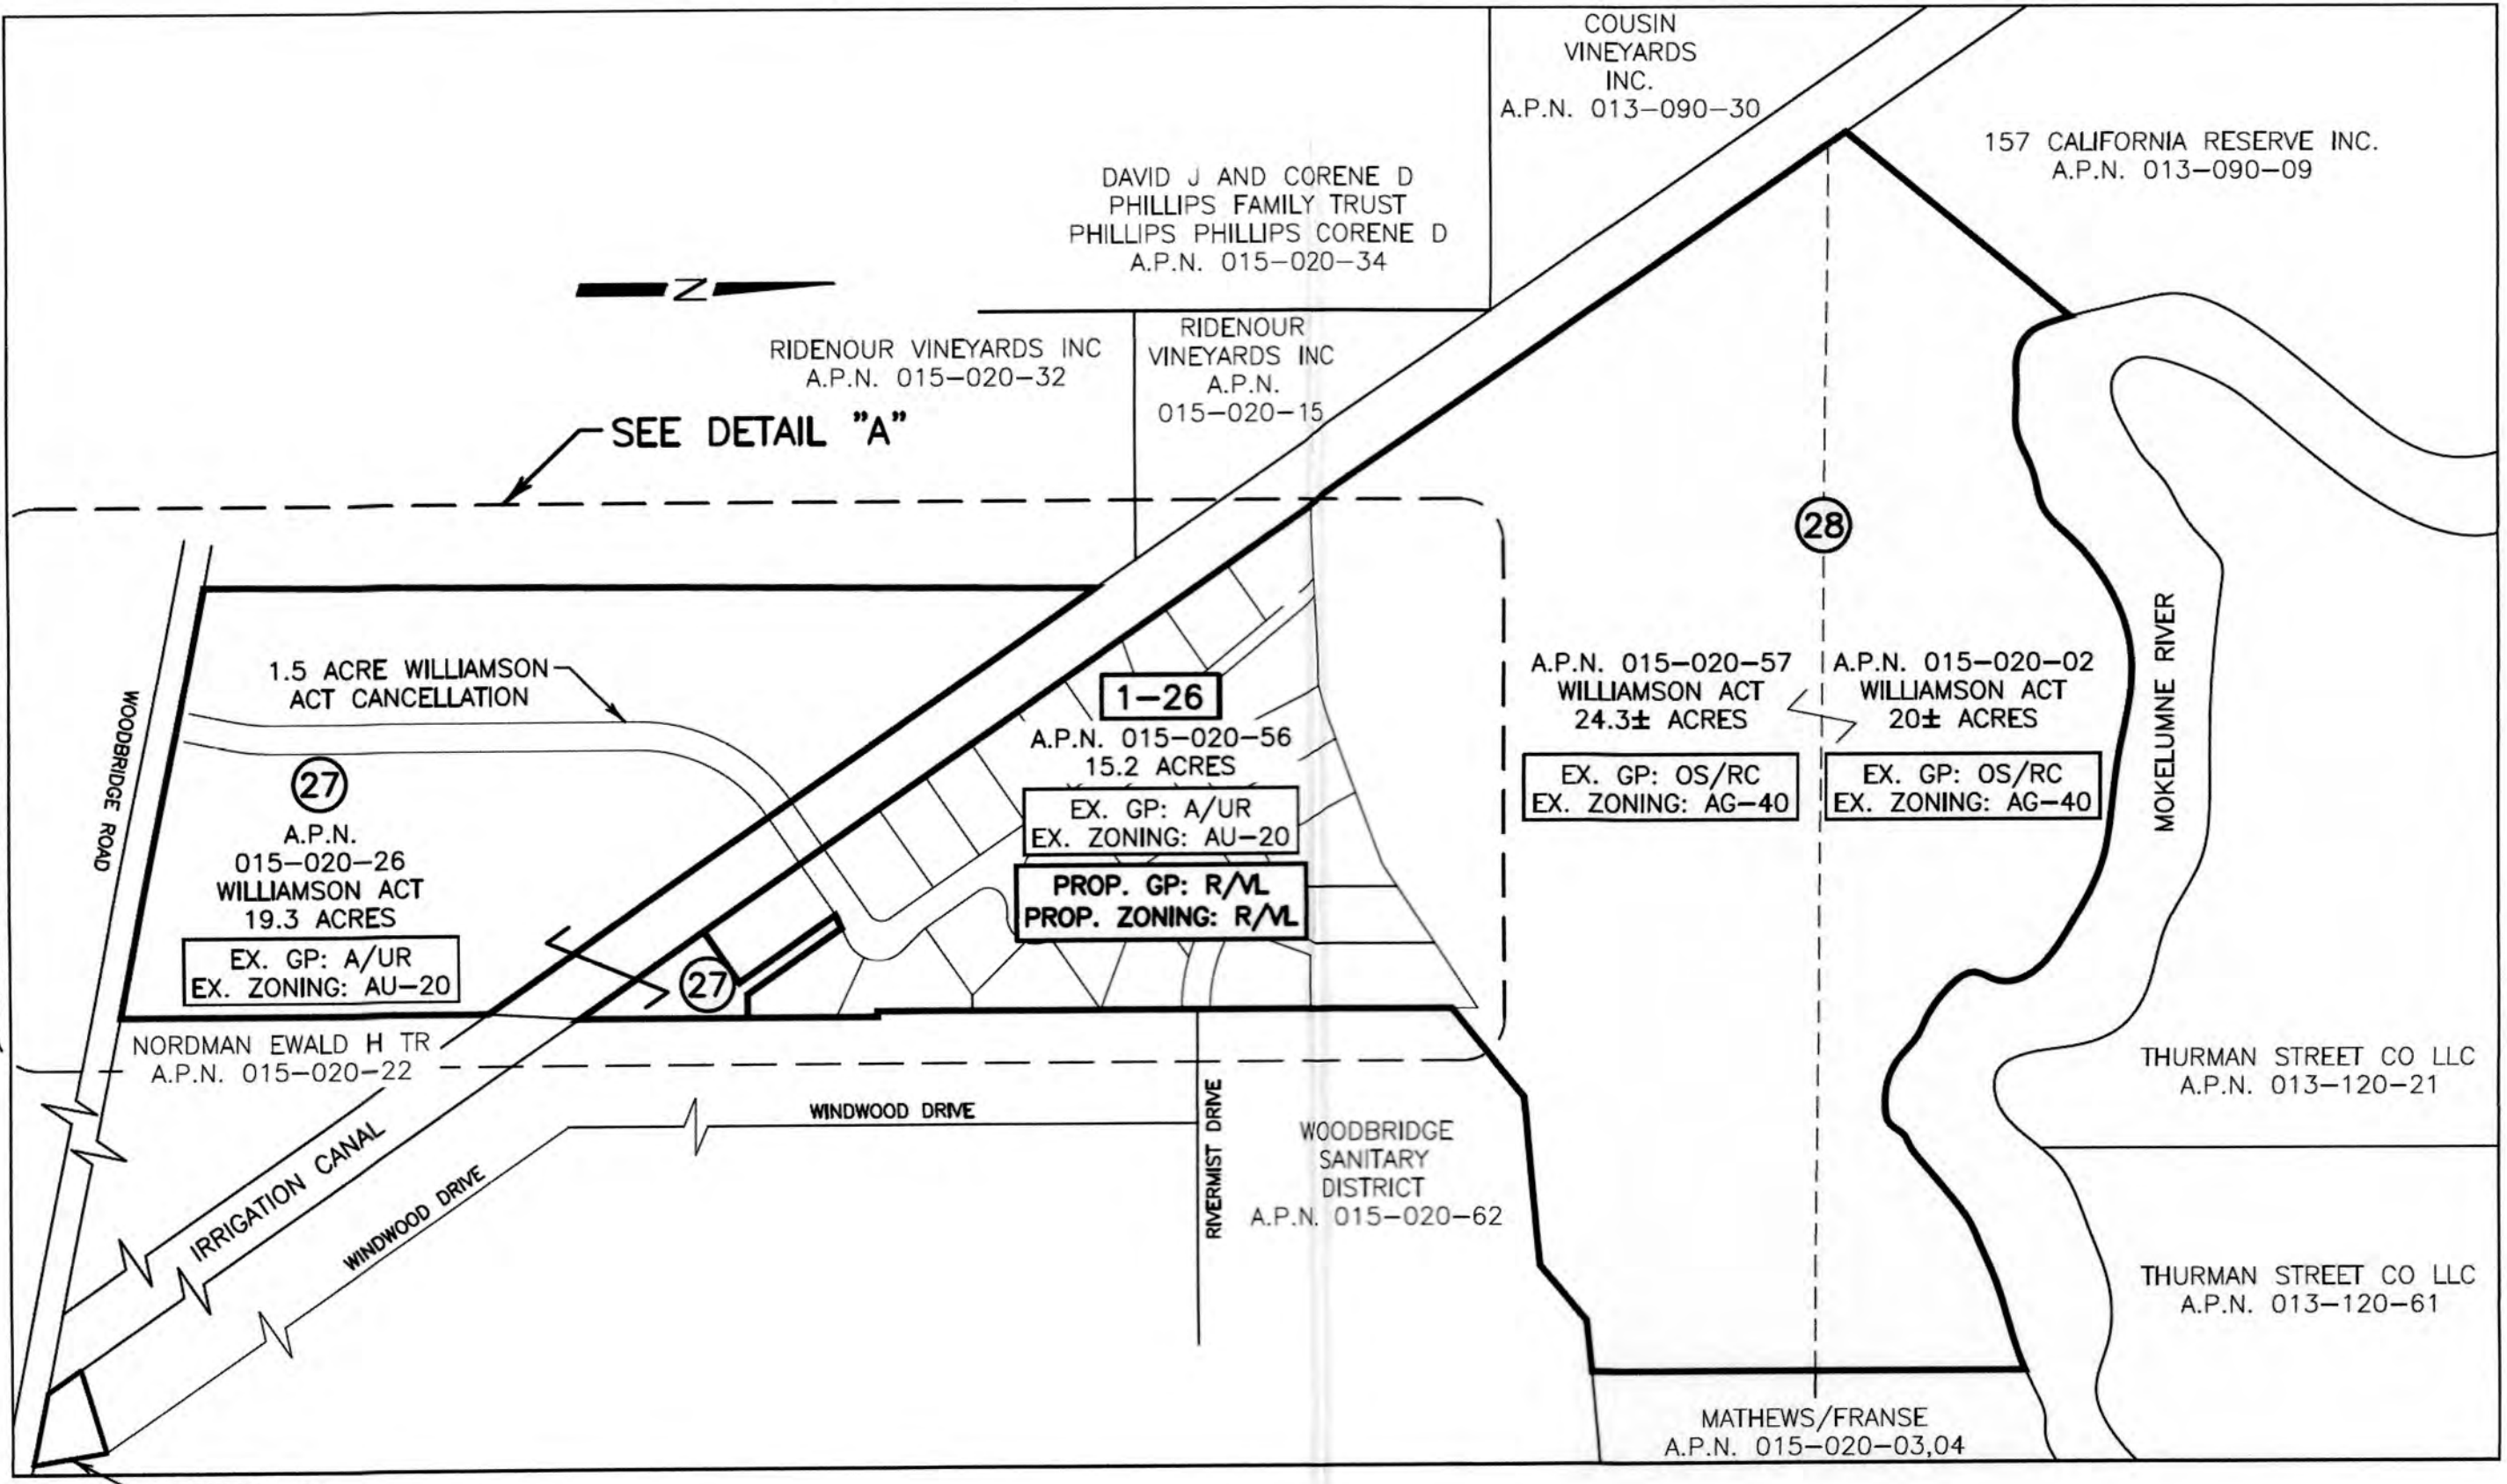 COUSIN
VINEYARDS
INC.
A.P.N. 013-090-30
157 CALIFORNIA RESERVE INC.
A.P.N. 013-090-09
DAVID J AND CORENE D
PHILLIPS FAMILY TRUST
PHILLIPS PHILLIPS CORENE D
A.P.N. 015-020-34
N
RIDENOUR VINEYARDS INC
A.P.N. 015-020-32
RIDENOUR
VINEYARDS INC
A.P.N.
015-020-15
SEE DETAIL "A"
28
1.5 ACRE WILLIAMSON
ACT CANCELLATION
WOODBRIDGE ROAD
27
A.P.N.
015-020-26
WILLIAMSON ACT
19.3 ACRES
EX. GP: A/UR
EX. ZONING: AU-20
1-26
A.P.N. 015-020-56
15.2 ACRES
EX. GP: A/UR
EX. ZONING: AU-20
PROP. GP: R/VL
PROP. ZONING: R/VL
27
A.P.N. 015-020-57
WILLIAMSON ACT
24.3± ACRES
EX. GP: OS/RC
EX. ZONING: AG-40
A.P.N. 015-020-02
WILLIAMSON ACT
20± ACRES
EX. GP: OS/RC
EX. ZONING: AG-40
MOKELUMNE RIVER
NORDMAN EWALD H TR
A.P.N. 015-020-22
IRRIGATION CANAL
WINDWOOD DRIVE
WINDWOOD DRIVE
RIVERMIST DRIVE
WOODBRIDGE
SANITARY
DISTRICT
A.P.N. 015-020-62
THURMAN STREET CO LLC
A.P.N. 013-120-21
THURMAN STREET CO LLC
A.P.N. 013-120-61
MATHEWS/FRANSE
A.P.N. 015-020-03,04